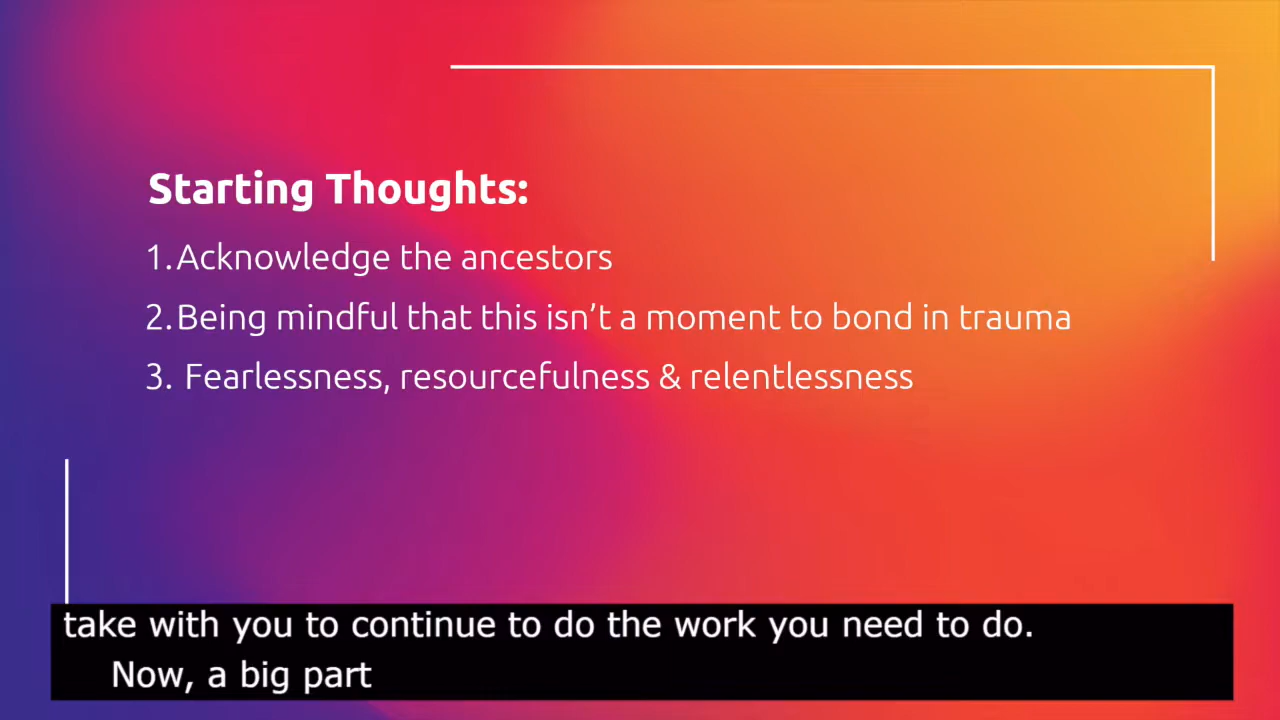 Starting Thoughts:
1. Acknowledge the ancestors
2. Being mindful that this isn’t a moment to bond in trauma
3. Fearlessness, resourcefulness & relentlessness
take with you to continue to do the work you need to do.
Now, a big part